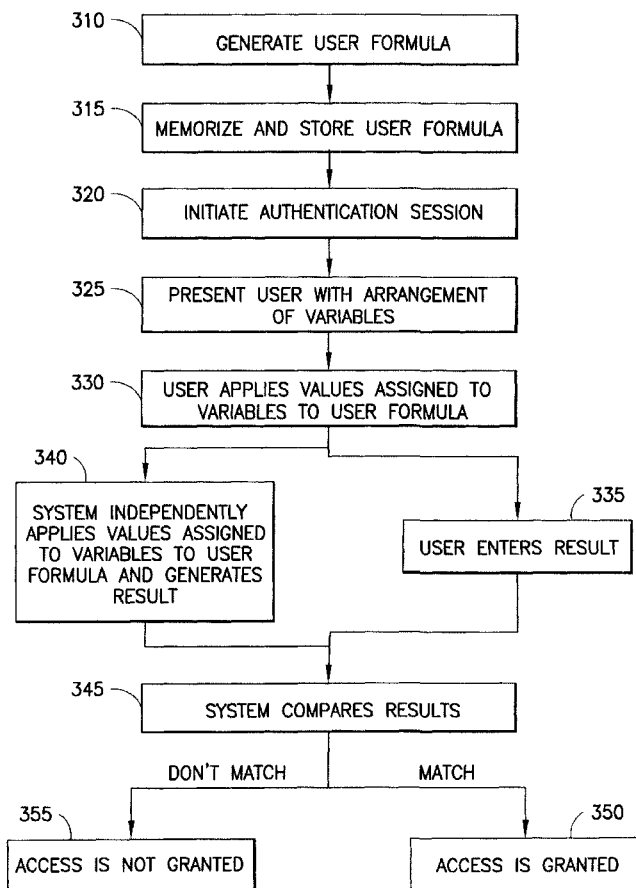 310
GENERATE USER FORMULA
315
MEMORIZE AND STORE USER FORMULA
320
INITIATE AUTHENTICATION SESSION
325
PRESENT USER WITH ARRANGEMENT
OF VARIABLES
330
USER APPLIES VALUES ASSIGNED TO
VARIABLES TO USER FORMULA
340
SYSTEM INDEPENDENTLY
APPLIES VALUES ASSIGNED
TO VARIABLES TO USER
FORMULA AND GENERATES
RESULT
335
USER ENTERS RESULT
345
SYSTEM COMPARES RESULTS
DON'T MATCH
MATCH
355
ACCESS IS NOT GRANTED
350
ACCESS IS GRANTED